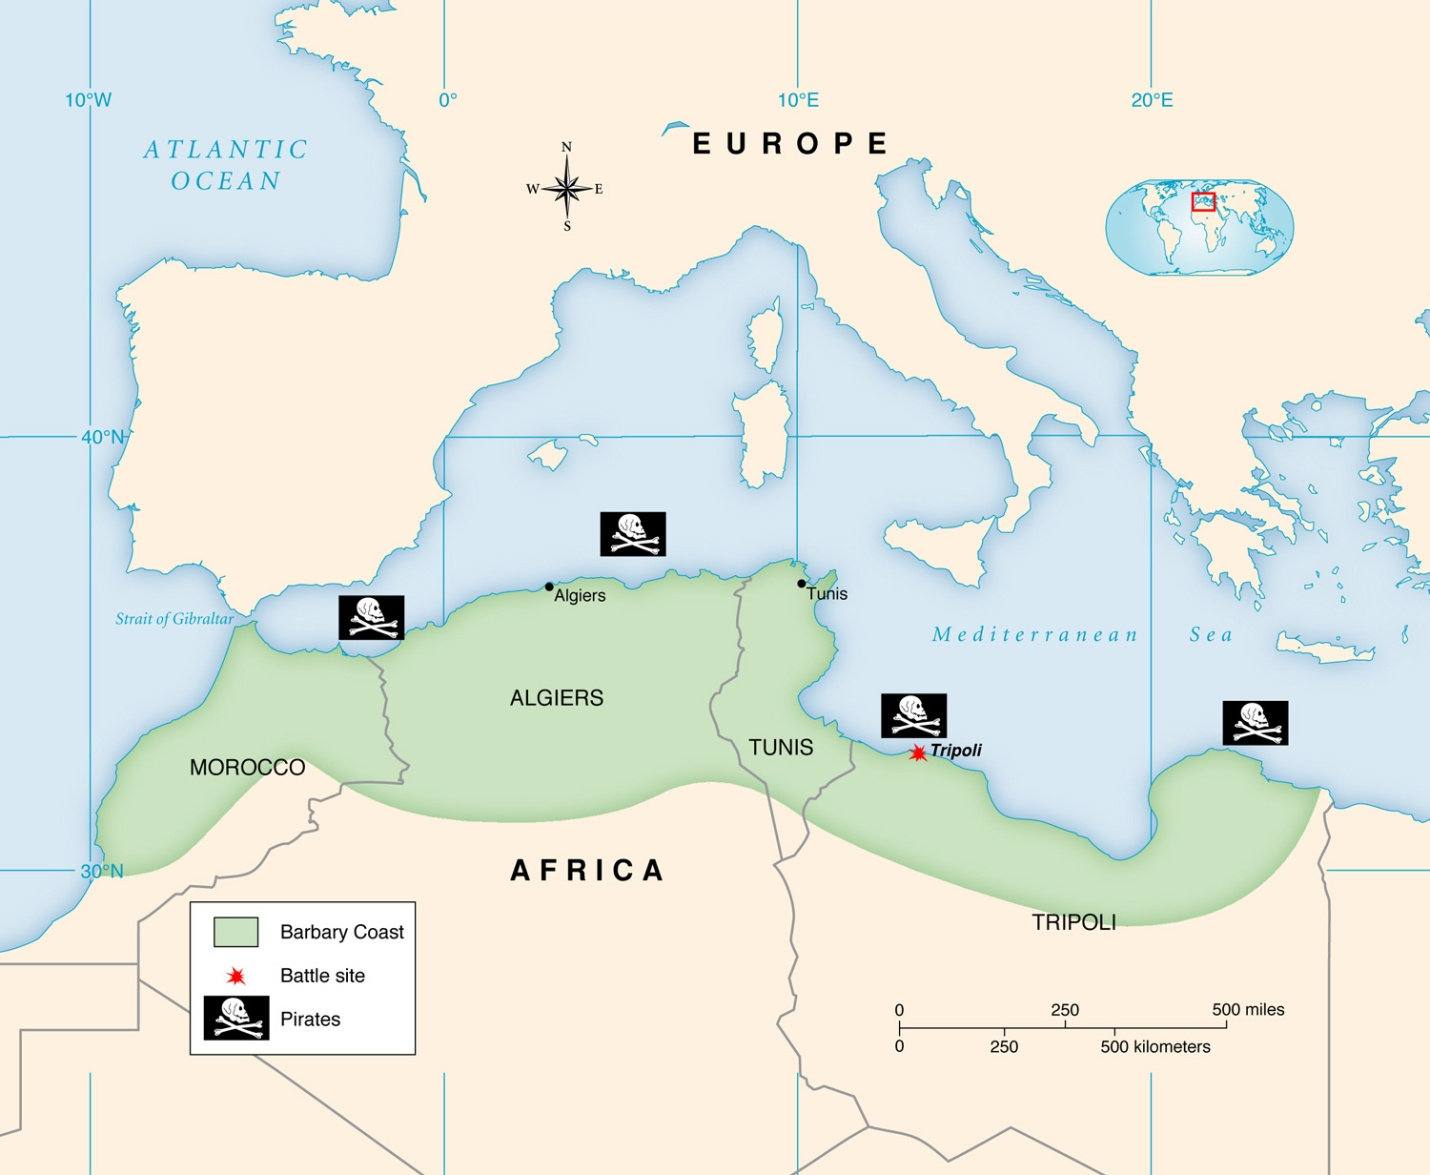 10°W
0°
10°E
20°E
ATLANTIC
OCEAN
EUROPE
N
W
E
S
40°N
Strait of Gibraltar
Algiers
Tunis
Mediterranean Sea
ALGIERS
TUNIS
MOROCCO
Tripoli
30°N
AFRICA
TRIPOLI
Barbary Coast
Battle site
Pirates
0 250 500 miles
0 250 500 kilometers